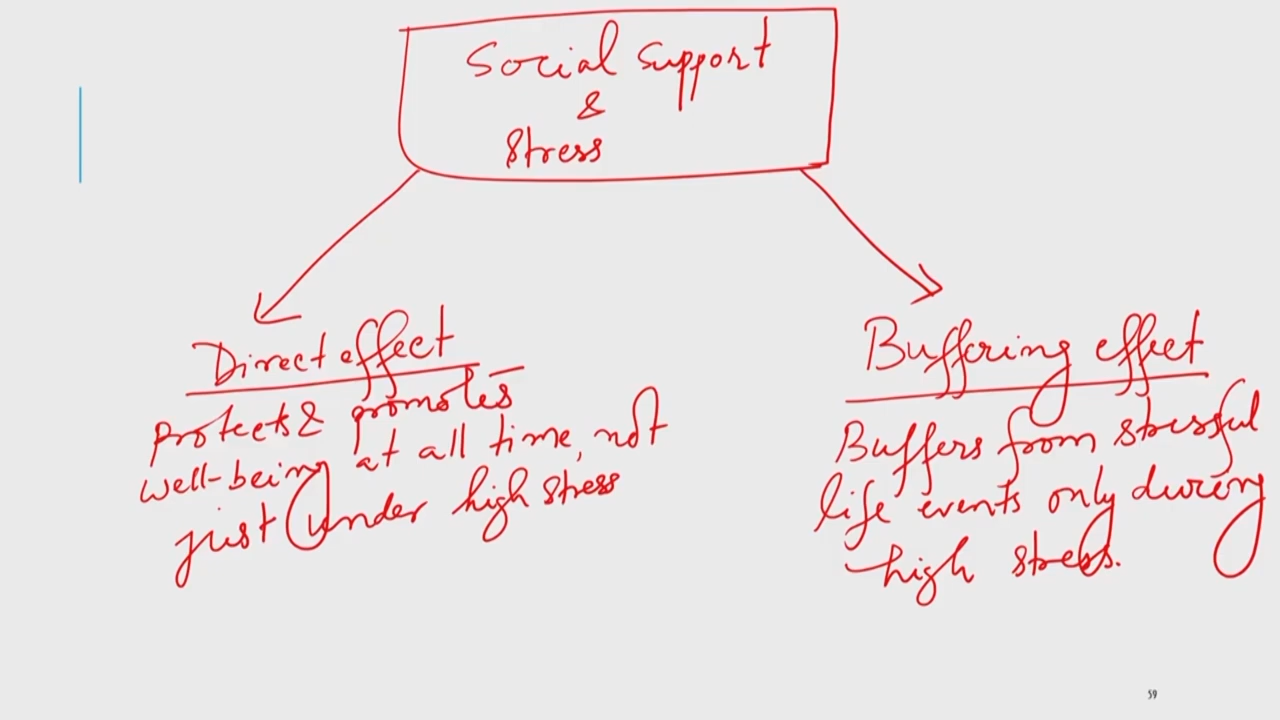 Social Support
&
Stress
Direct effect
Protects & promotes
well-being at all time, not
just under high stress
Buffering effect
Buffers from stressful
life events only during
high stress.
59